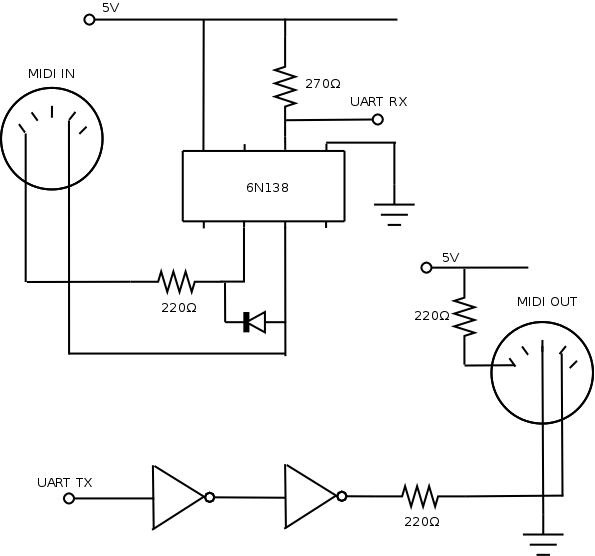 5V
MIDI IN
270Ω
UART RX
6N138
220Ω
5V
MIDI OUT
220Ω
UART TX
220Ω